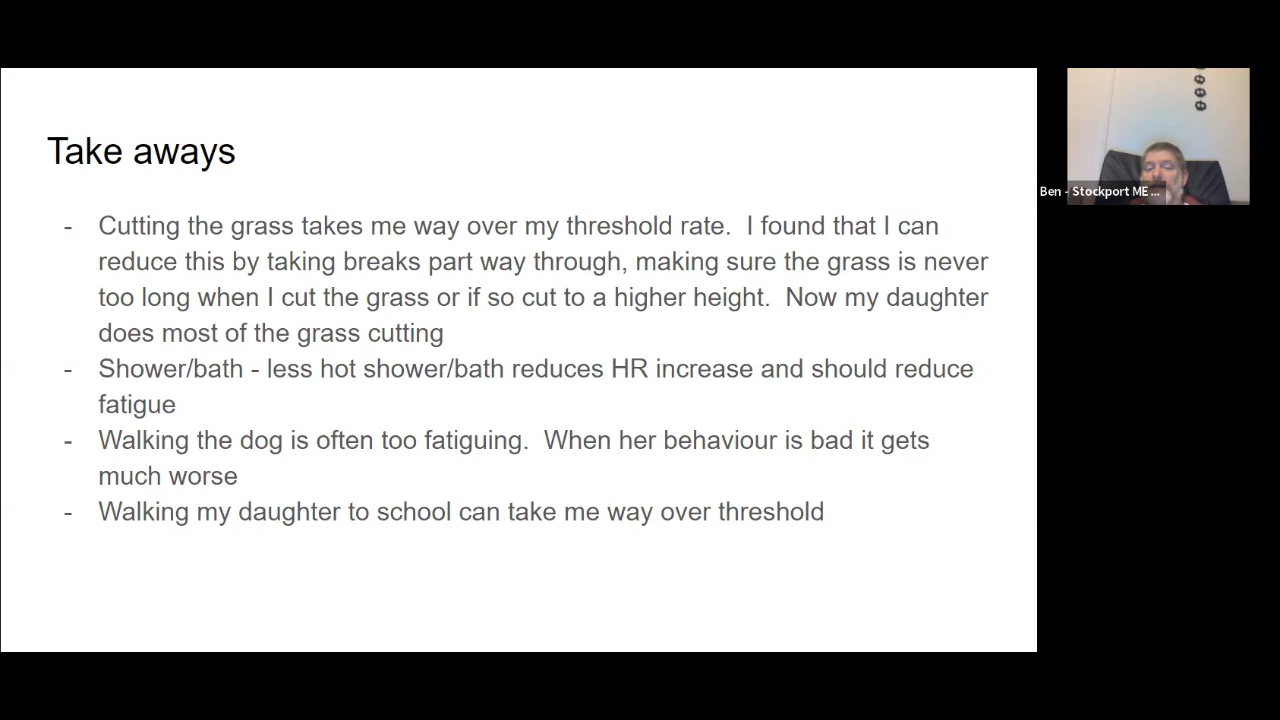 Take aways
- Cutting the grass takes me way over my threshold rate. I found that I can
reduce this by taking breaks part way through, making sure the grass is never
too long when I cut the grass or if so cut to a higher height. Now my daughter
does most of the grass cutting
- Shower/bath - less hot shower/bath reduces HR increase and should reduce
fatigue
- Walking the dog is often too fatiguing. When her behaviour is bad it gets
much worse
- Walking my daughter to school can take me way over threshold
Ben - Stockport ME ...